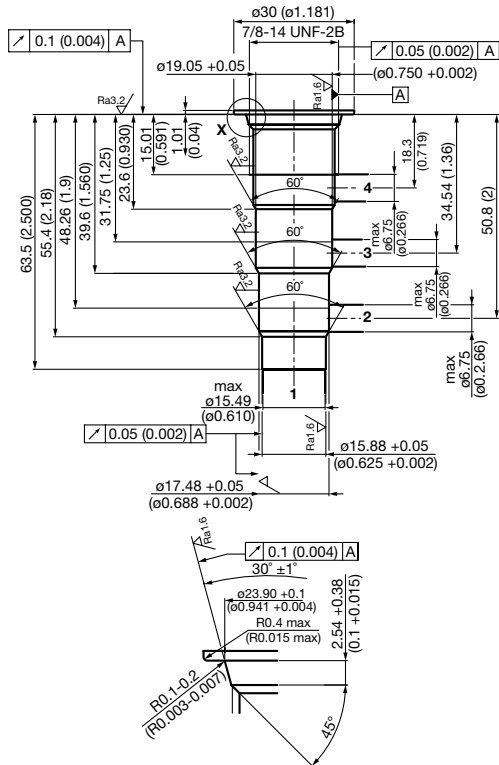 ø30 (ø1.181)
7/8-14 UNF-2B
0.1 (0.004) A
0.05 (0.002) A
ø19.05 +0.05
(ø0.750 +0.002)
Ra3.2
Ra1.6
A
X
Ra3.2
63.5 (2.500)
55.4 (2.18)
48.26 (1.9)
39.6 (1.560)
31.75 (1.25)
23.6 (0.930)
15.01
(0.591)
1.01
(0.04)
18.3
(0.719)
34.54 (1.36)
50.8 (2)
60°
4
max
ø6.75
(ø0.266)
Ra3.2
60°
3
max
ø6.75
(ø0.266)
Ra3.2
60°
2
max
ø6.75
(ø0.2.66)
1
max
ø15.49
(ø0.610)
0.05 (0.002) A
Ra1.6
ø15.88 +0.05
(ø0.625 +0.002)
ø17.48 +0.05
(ø0.688 +0.002)
Ra1.6
0.1 (0.004) A
30° ±1°
ø23.90 +0.1
(ø0.941 +0.004)
R0.4 max
(R0.015 max)
2.54 +0.38
(0.1 +0.015)
R0.1-0.2
(R0.003-0.007)
45°